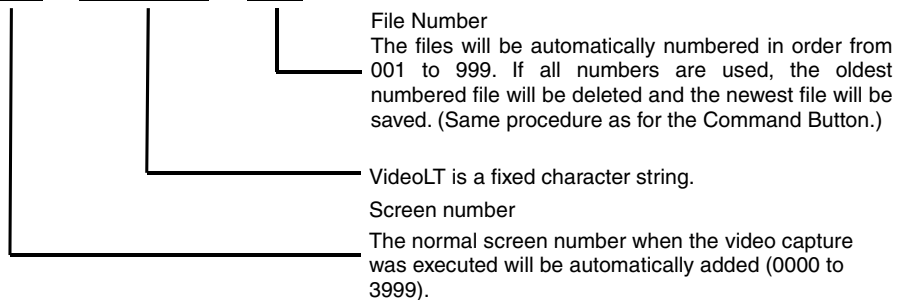 File Number
The files will be automatically numbered in order from
001 to 999. If all numbers are used, the oldest
numbered file will be deleted and the newest file will be
saved. (Same procedure as for the Command Button.)
VideoLT is a fixed character string.
Screen number
The normal screen number when the video capture
was executed will be automatically added (0000 to
3999).